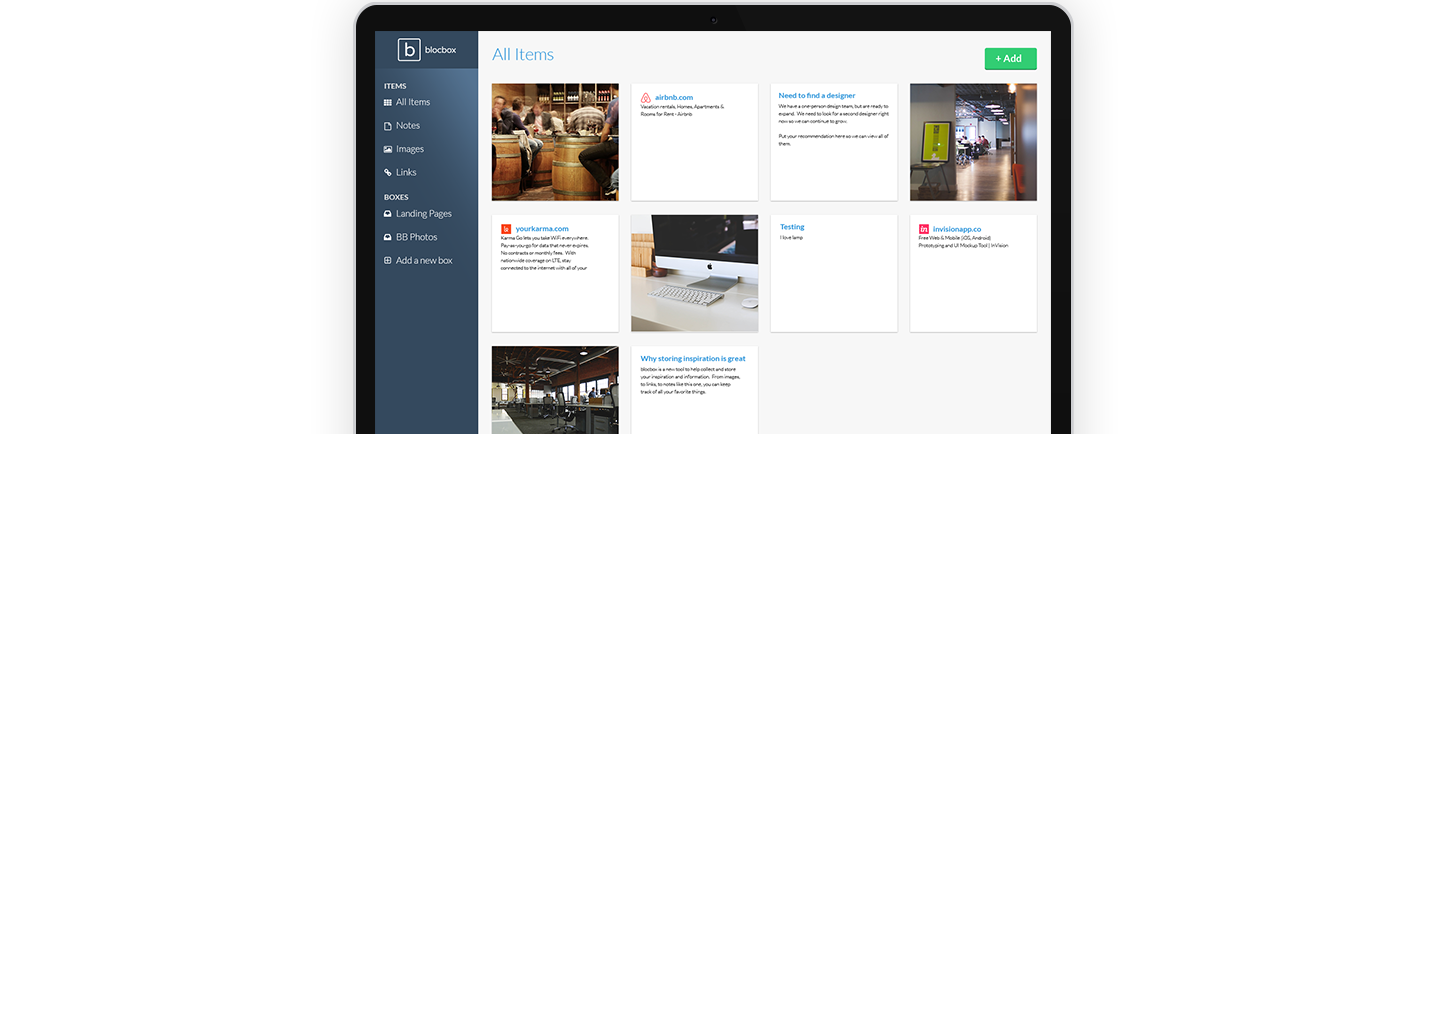 blocbox
ITEMS
All Items
Notes
Images
Links
BOXES
Landing Pages
BB Photos
Add a new box
All Items
+ Add
airbnb.com
Vacation rentals, Homes, Apartments &
Rooms for Rent - Airbnb
Need to find a designer
We have a one-person design team, but are ready to
expand. We need to look for a second designer right
now so we can continue to grow.
Put your recommendation here so we can view all of
them.
yourkarma.com
Karma Go lets you take WiFi everywhere.
Pay-as-you-go for data that never expires.
No contracts or monthly fees. With
nationwide coverage on LTE, stay
connected to the internet with all of your
Testing
I love lamp
in invisionapp.co
Free Web & Mobile (iOS, Android)
Prototyping and UI Mockup Tool | InVision
Why storing inspiration is great
blocbox is a new tool to help collect and store
your inspiration and information. From images,
to links, to notes like this one, you can keep
track of all your favorite things.